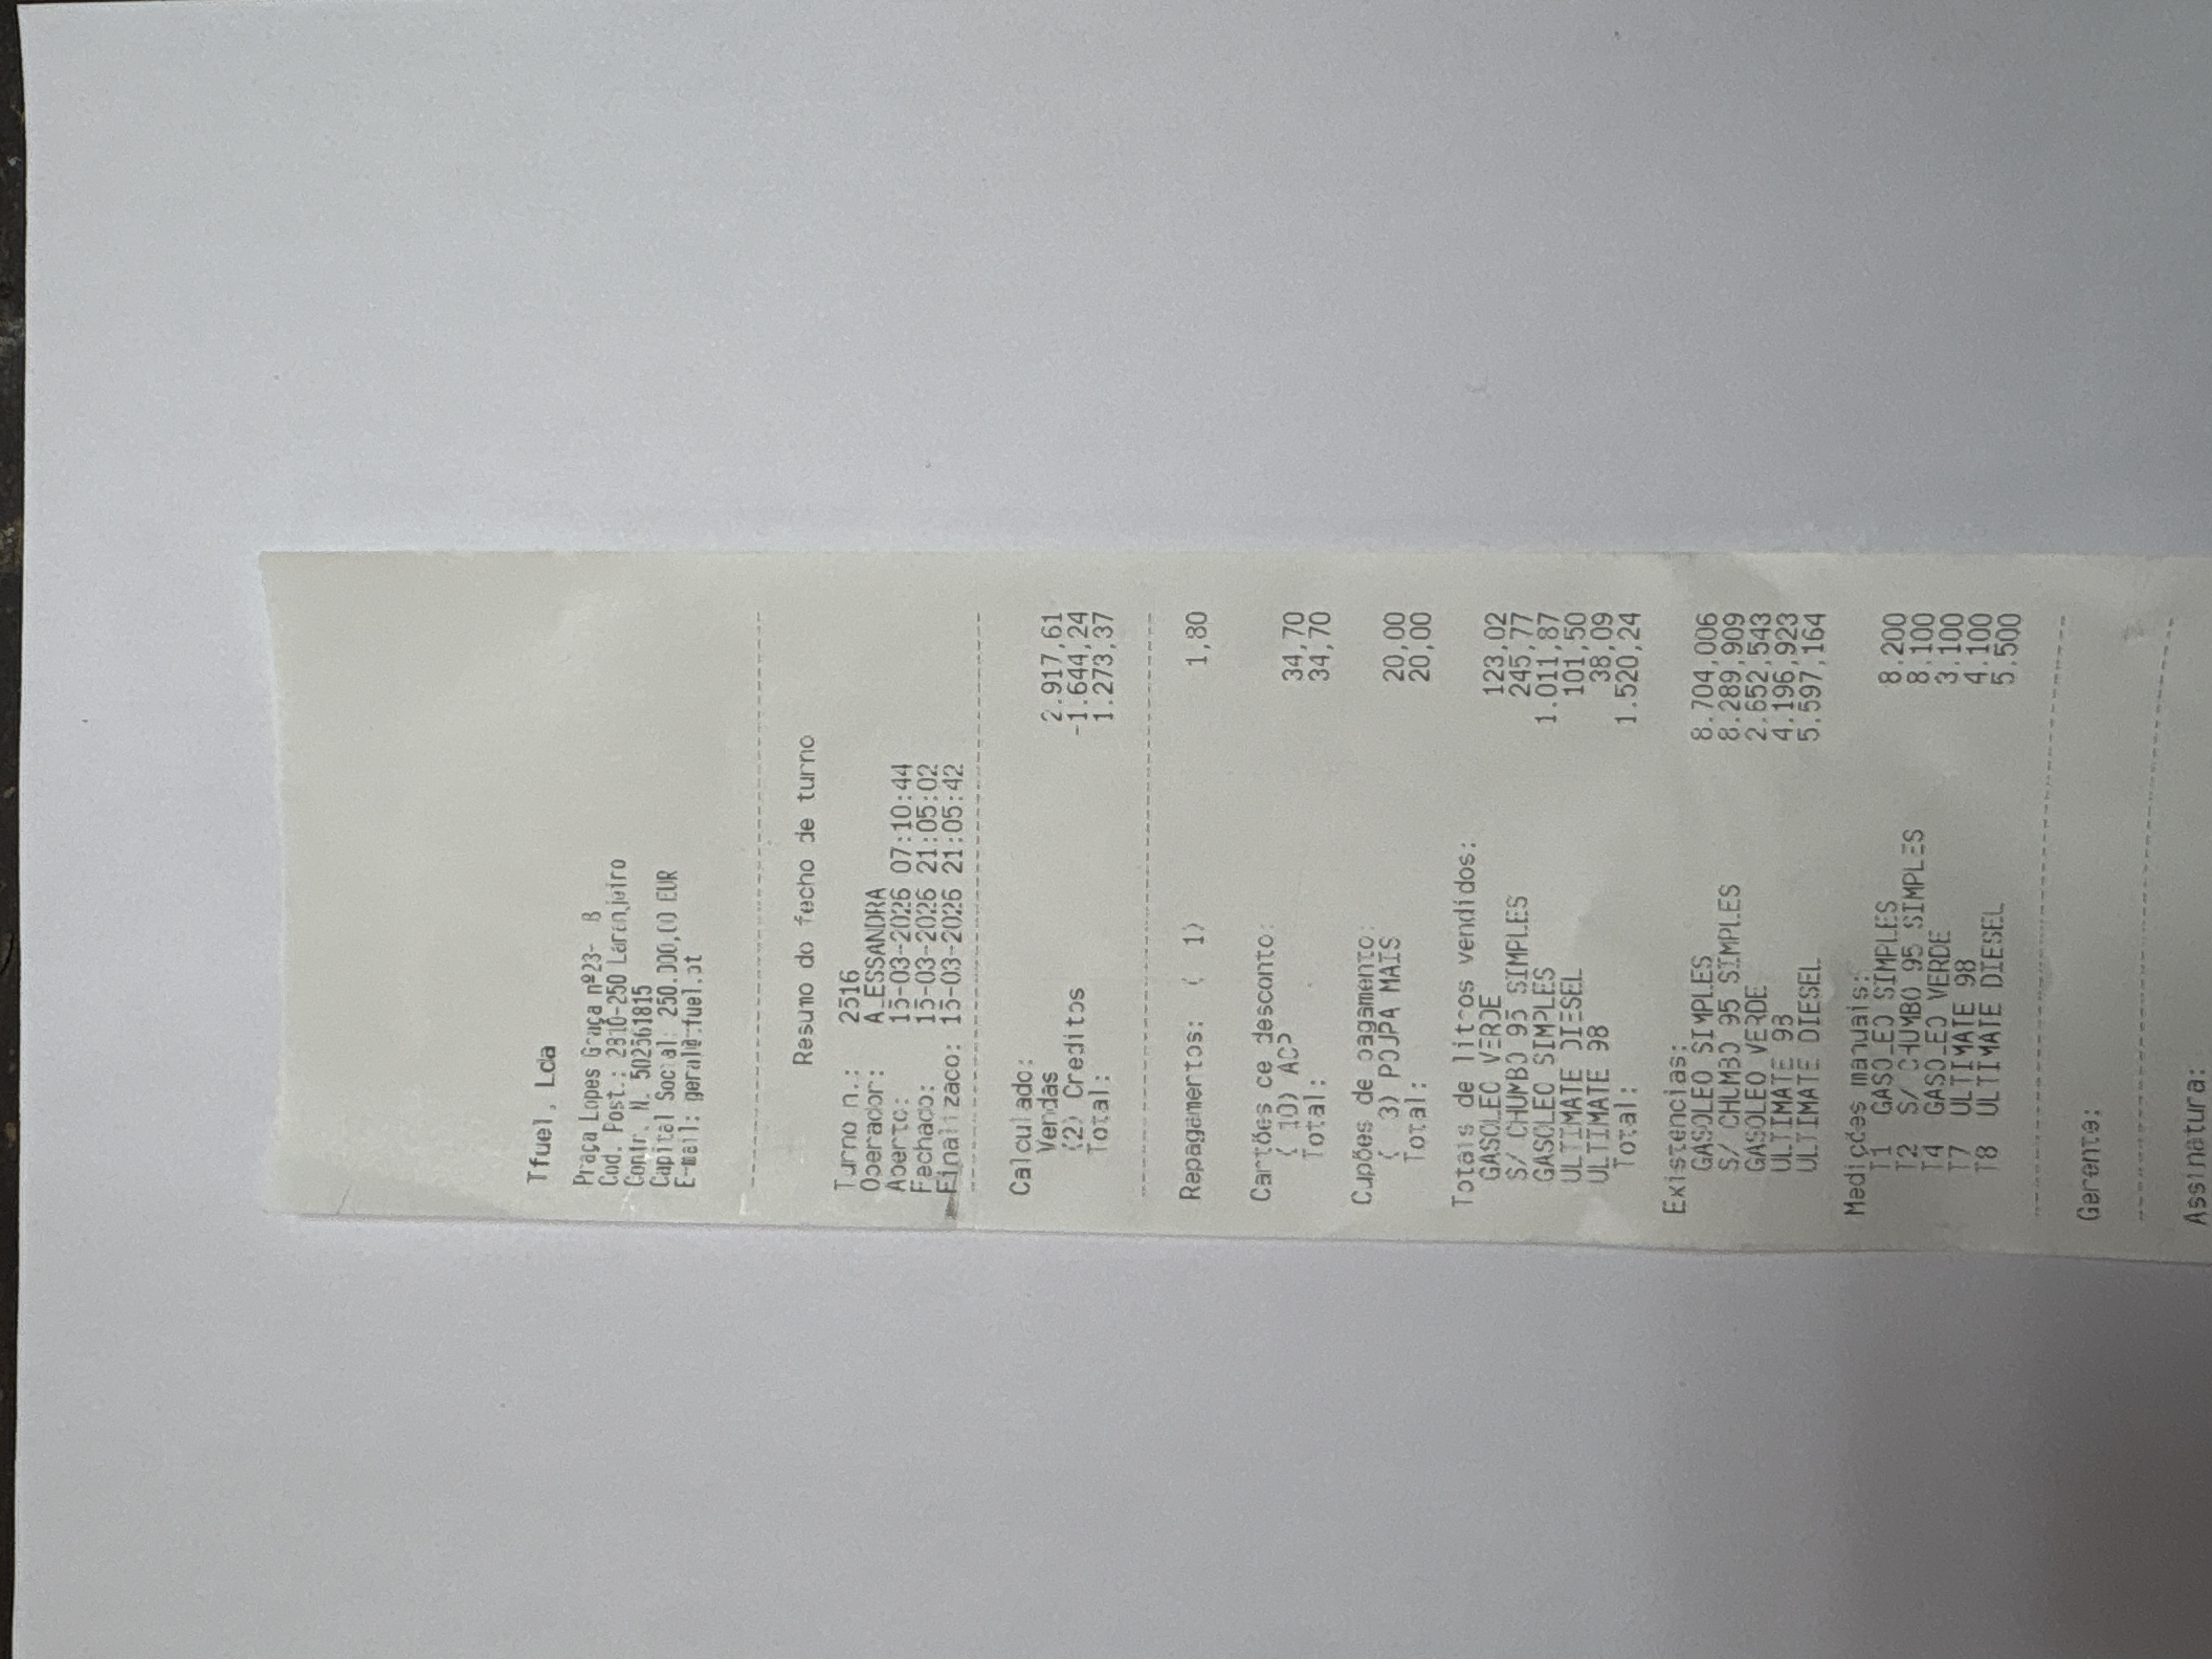 Tfuel, Lda
Praça Lopes Graça nº23- B
Cod. Post.: 2810-250 Laranjeiro
Contr. N. 502561815
Capital Social: 250.000,00 EUR
E-mail: geral@tfuel.pt
Resumo do fecho de turno
Turno n.: 2516
Operador: ALESSANDRA
Aberto: 15-03-2026 07:10:44
Fechado: 15-03-2026 21:05:02
Finalizado: 15-03-2026 21:05:42
Calculado:
Vendas 2.917,61
(2) Creditos -1.644,24
Total: 1.273,37
Repagamentos: ( 1) 1,80
Cartões de desconto:
( 10) ACP 34,70
Total: 34,70
Cupões de pagamento:
( 3) POUPA MAIS 20,00
Total: 20,00
Totais de litros vendidos:
GASOLEO VERDE 123,02
S/ CHUMBO 95 SIMPLES 245,77
GASOLEO SIMPLES 1.011,87
ULTIMATE DIESEL 101,50
ULTIMATE 98 38,09
Total: 1.520,24
Existencias:
GASOLEO SIMPLES 8.704,006
S/ CHUMBO 95 SIMPLES 8.289,909
GASOLEO VERDE 2.652,543
ULTIMATE 98 4.196,923
ULTIMATE DIESEL 5.597,164
Medições manuais:
T1 GASOLEO SIMPLES 8.200
T2 S/ CHUMBO 95 SIMPLES 8.100
T4 GASOLEO VERDE 3.100
T7 ULTIMATE 98 4.100
T8 ULTIMATE DIESEL 5.500
Gerente:
Assinatura: